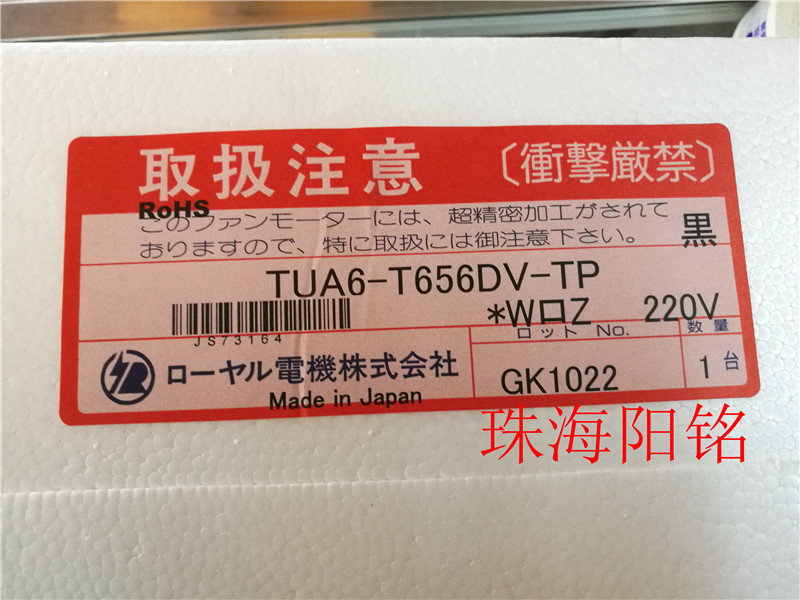 取扱注意 〔衝撃厳禁〕
RoHS
このファンモーターには、超精密加工がされて
おりますので、特に取扱には御注意下さい。
黒
TUA6-T656DV-TP
*W口Z 220V
JS73164
ロット No.
数量
ローヤル電機株式会社
GK1022
1 台
Made in Japan
珠海阳铭